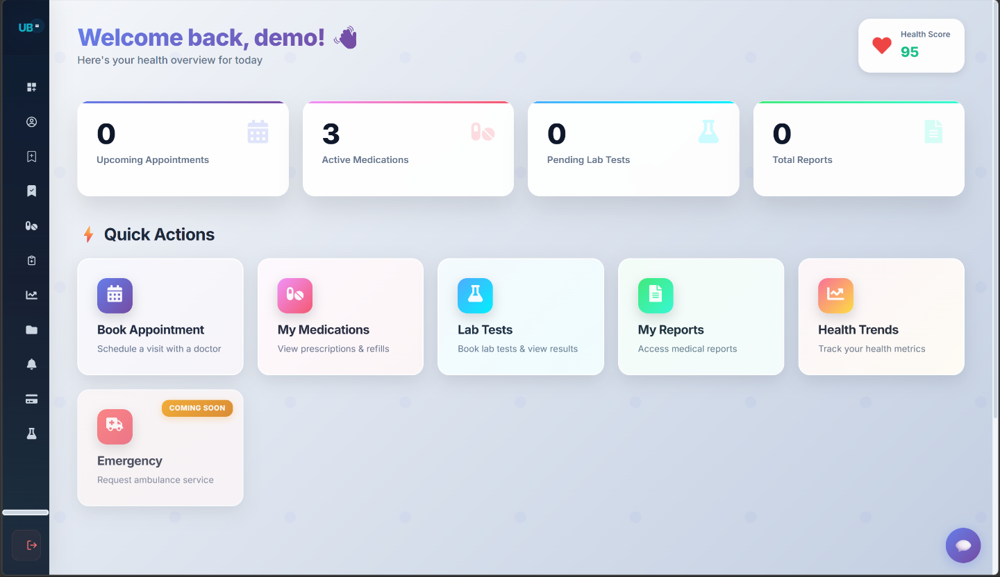 UB
Welcome back, demo!
Here's your health overview for today
Health Score
95
0
Upcoming Appointments
3
Active Medications
0
Pending Lab Tests
0
Total Reports
Quick Actions
Book Appointment
Schedule a visit with a doctor
My Medications
View prescriptions & refills
Lab Tests
Book lab tests & view results
My Reports
Access medical reports
Health Trends
Track your health metrics
COMING SOON
Emergency
Request ambulance service